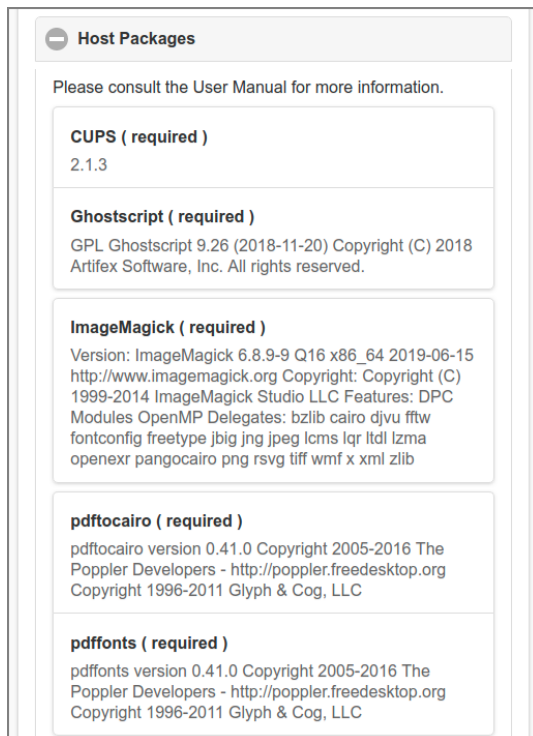 Host Packages
Please consult the User Manual for more information.
CUPS ( required )
2.1.3
Ghostscript ( required )
GPL Ghostscript 9.26 (2018-11-20) Copyright (C) 2018
Artifex Software, Inc. All rights reserved.
ImageMagick ( required )
Version: ImageMagick 6.8.9-9 Q16 x86_64 2019-06-15
http://www.imagemagick.org Copyright: Copyright (C)
1999-2014 ImageMagick Studio LLC Features: DPC
Modules OpenMP Delegates: bzlib cairo djvu fftw
fontconfig freetype jbig jng jpeg lcms lqr ltdl lzma
openexr pangocairo png rsvg tiff wmf x xml zlib
pdftocairo ( required )
pdftocairo version 0.41.0 Copyright 2005-2016 The
Poppler Developers - http://poppler.freedesktop.org
Copyright 1996-2011 Glyph & Cog, LLC
pdffonts ( required )
pdffonts version 0.41.0 Copyright 2005-2016 The
Poppler Developers - http://poppler.freedesktop.org
Copyright 1996-2011 Glyph & Cog, LLC